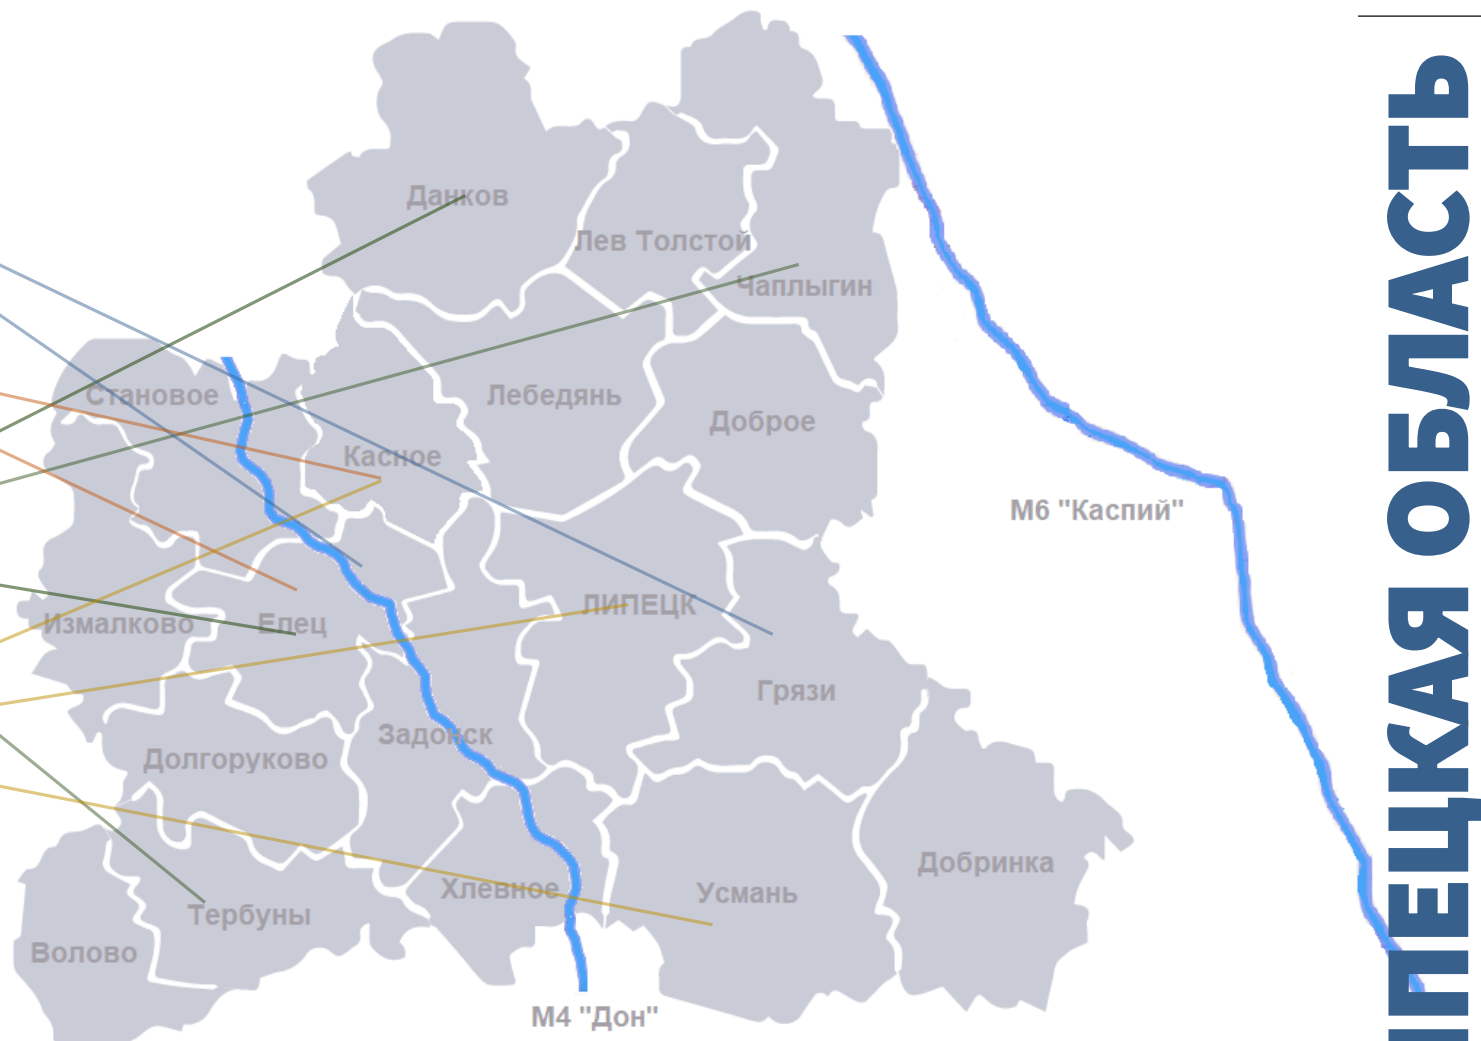 Данков
Лев Толстой
Чаплыгин
Становое
Лебедянь
Доброе
Касное
М6 "Каспий"
Измалково
Елец
ЛИПЕЦК
Грязи
Задонск
Долгоруково
Добринка
Хлевное
Усмань
Тербуны
Волово
М4 "Дон"
ПЕЦКАЯ ОБЛАСТЬ